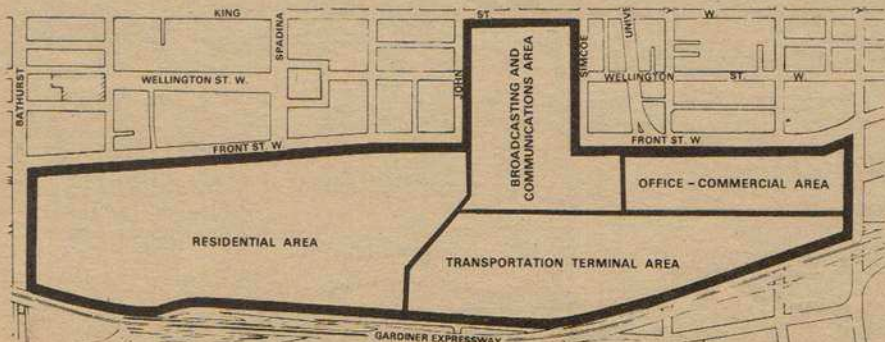 KING ST. W
SPADINA
BATHURST
WELLINGTON ST. W.
JOHN
SIMCOE
UNIVE
WELLINGTON ST. W.
BROADCASTING AND
COMMUNICATIONS AREA
FRONT ST. W
FRONT ST. W
OFFICE – COMMERCIAL AREA
RESIDENTIAL AREA
TRANSPORTATION TERMINAL AREA
GARDINER EXPRESSWAY